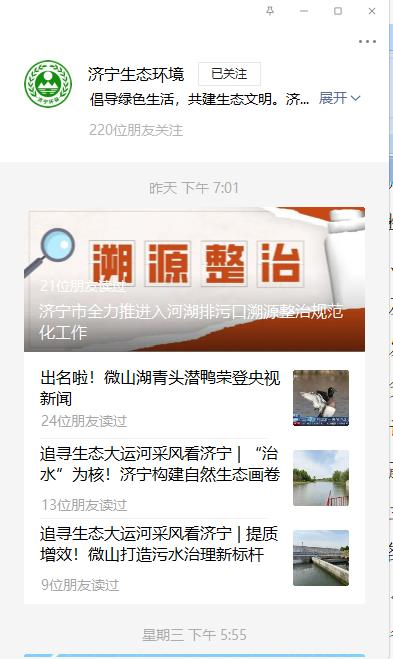 济宁生态环境
已关注
倡导绿色生活，共建生态文明。济...
展开
220位朋友关注
昨天 下午 7:01
溯源整治
21位朋友读过
济宁市全力推进入河湖排污口溯源整治规范
化工作
出名啦！微山湖青头潜鸭荣登央视
新闻
24位朋友读过
追寻生态大运河采风看济宁 | “治
水”为核！济宁构建自然生态画卷
13位朋友读过
追寻生态大运河采风看济宁 | 提质
增效！微山打造污水治理新标杆
9位朋友读过
星期三 下午 5:55